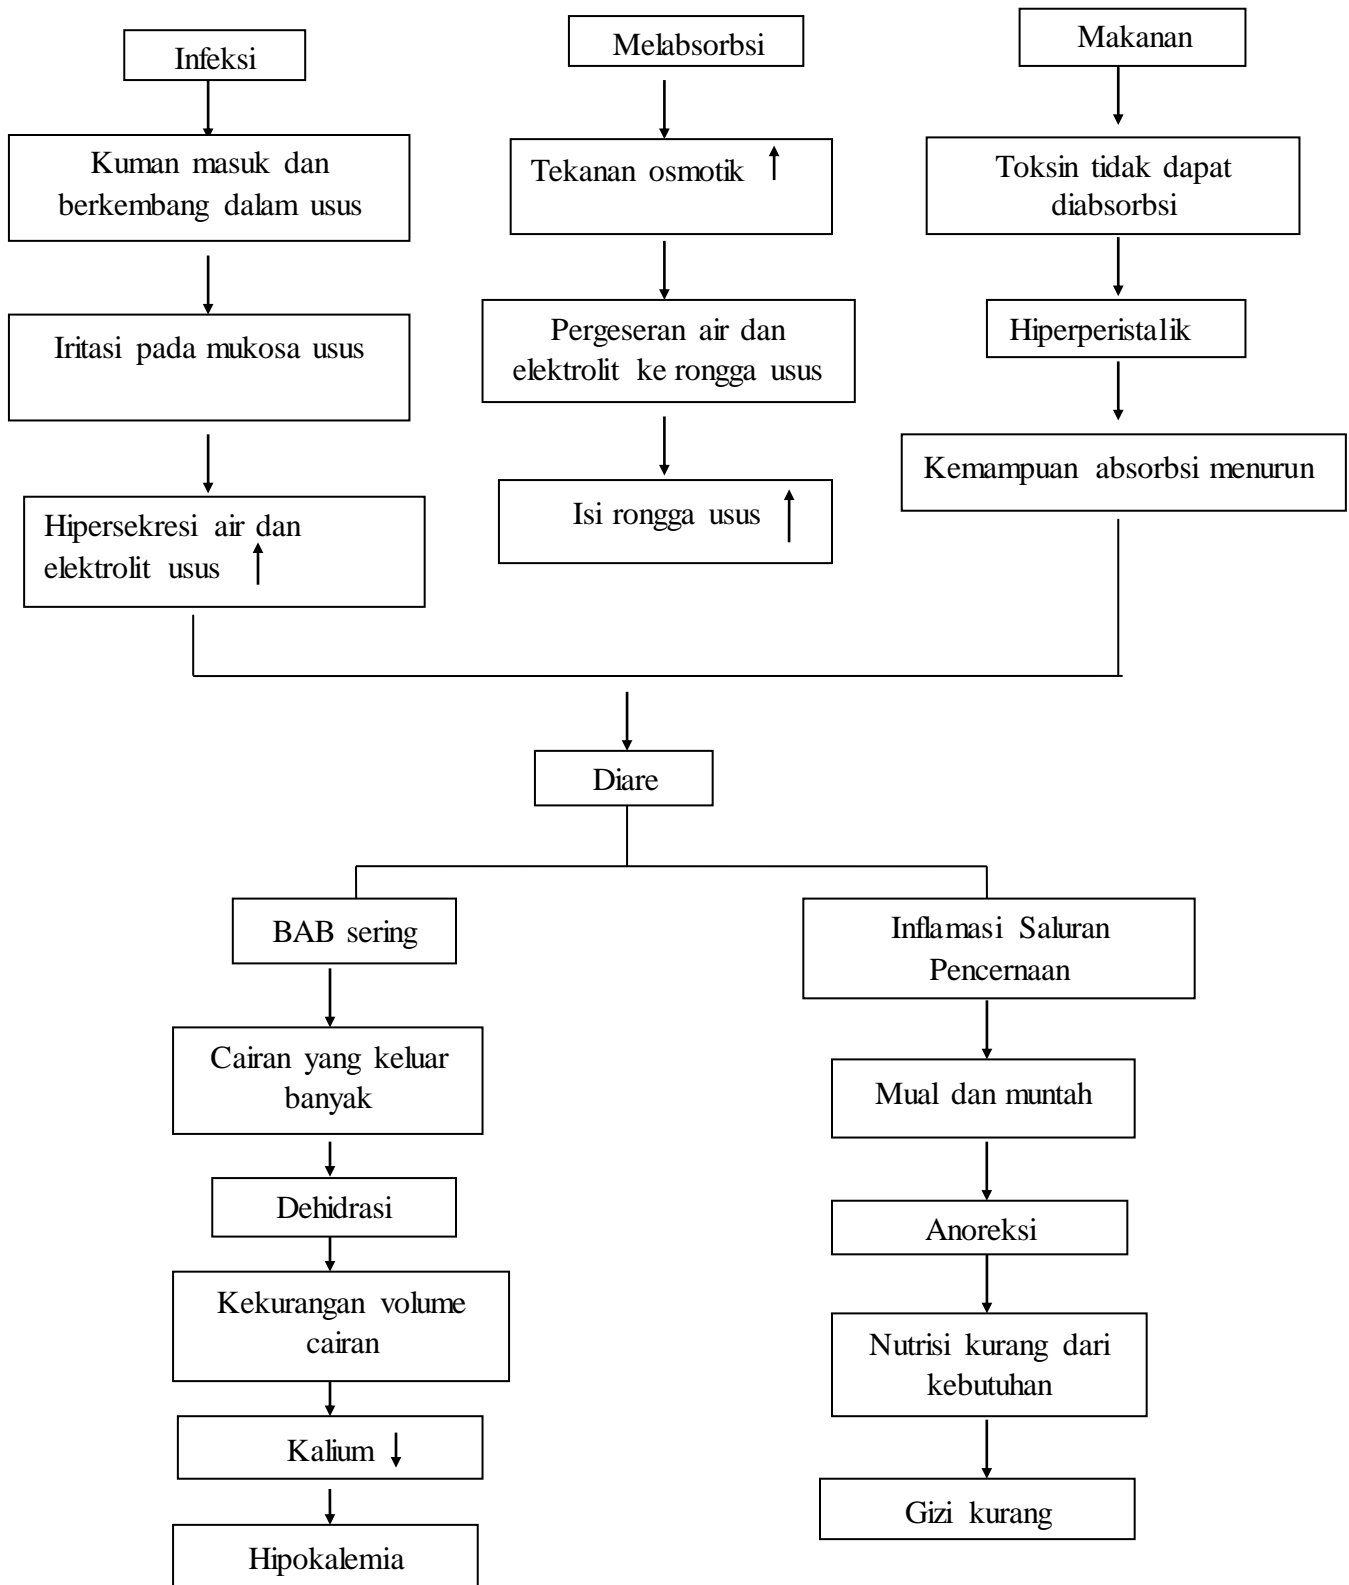 Infeksi
Melabsorbsi
Makanan
Kuman masuk dan
berkembang dalam usus
Tekanan osmotik
Toksin tidak dapat
diabsorbsi
Iritasi pada mukosa usus
Pergeseran air dan
elektrolit ke rongga usus
Hiperperistalik
Hipersekresi air dan
elektrolit usus
Isi rongga usus
Kemampuan absorbsi menurun
Diare
BAB sering
Inflamasi Saluran
Pencernaan
Cairan yang keluar
banyak
Mual dan muntah
Dehidrasi
Anoreksi
Kekurangan volume
cairan
Nutrisi kurang dari
kebutuhan
Kalium
Gizi kurang
Hipokalemia